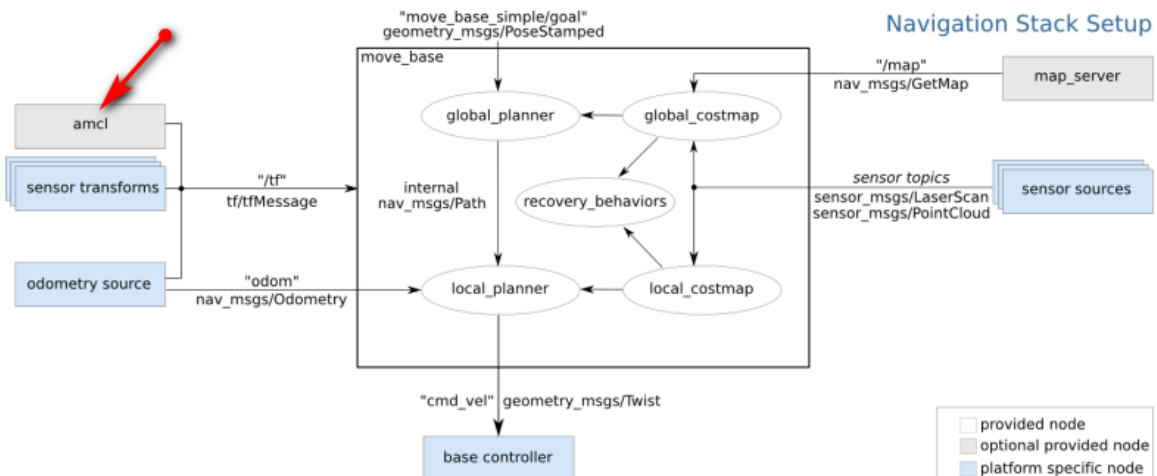 Navigation Stack Setup
"move_base_simple/goal"
geometry_msgs/PoseStamped
move_base
"/map"
nav_msgs/GetMap
map_server
amcl
global_planner
global_costmap
sensor transforms
"/tf"
tf/tfMessage
internal
nav_msgs/Path
recovery_behaviors
sensor topics
sensor_msgs/LaserScan
sensor_msgs/PointCloud
sensor sources
odometry source
"odom"
nav_msgs/Odometry
local_planner
local_costmap
"cmd_vel" geometry_msgs/Twist
base controller
provided node
optional provided node
platform specific node